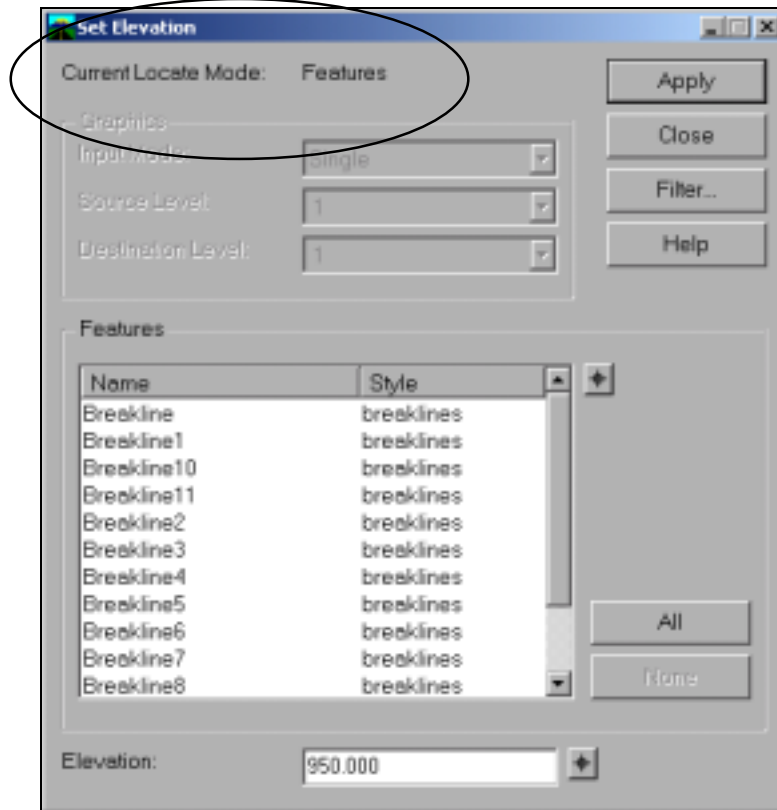 Set Elevation
Current Locate Mode: Features
Apply
Graphics
Close
Input Mode: Single
Filter...
Source Level: 1
Help
Destination Level: 1
Features
Name Style
Breakline breaklines
Breakline1 breaklines
Breakline10 breaklines
Breakline11 breaklines
Breakline2 breaklines
Breakline3 breaklines
Breakline4 breaklines
Breakline5 breaklines
Breakline6 breaklines
Breakline7 breaklines
Breakline8 breaklines
All
None
Elevation: 950.000